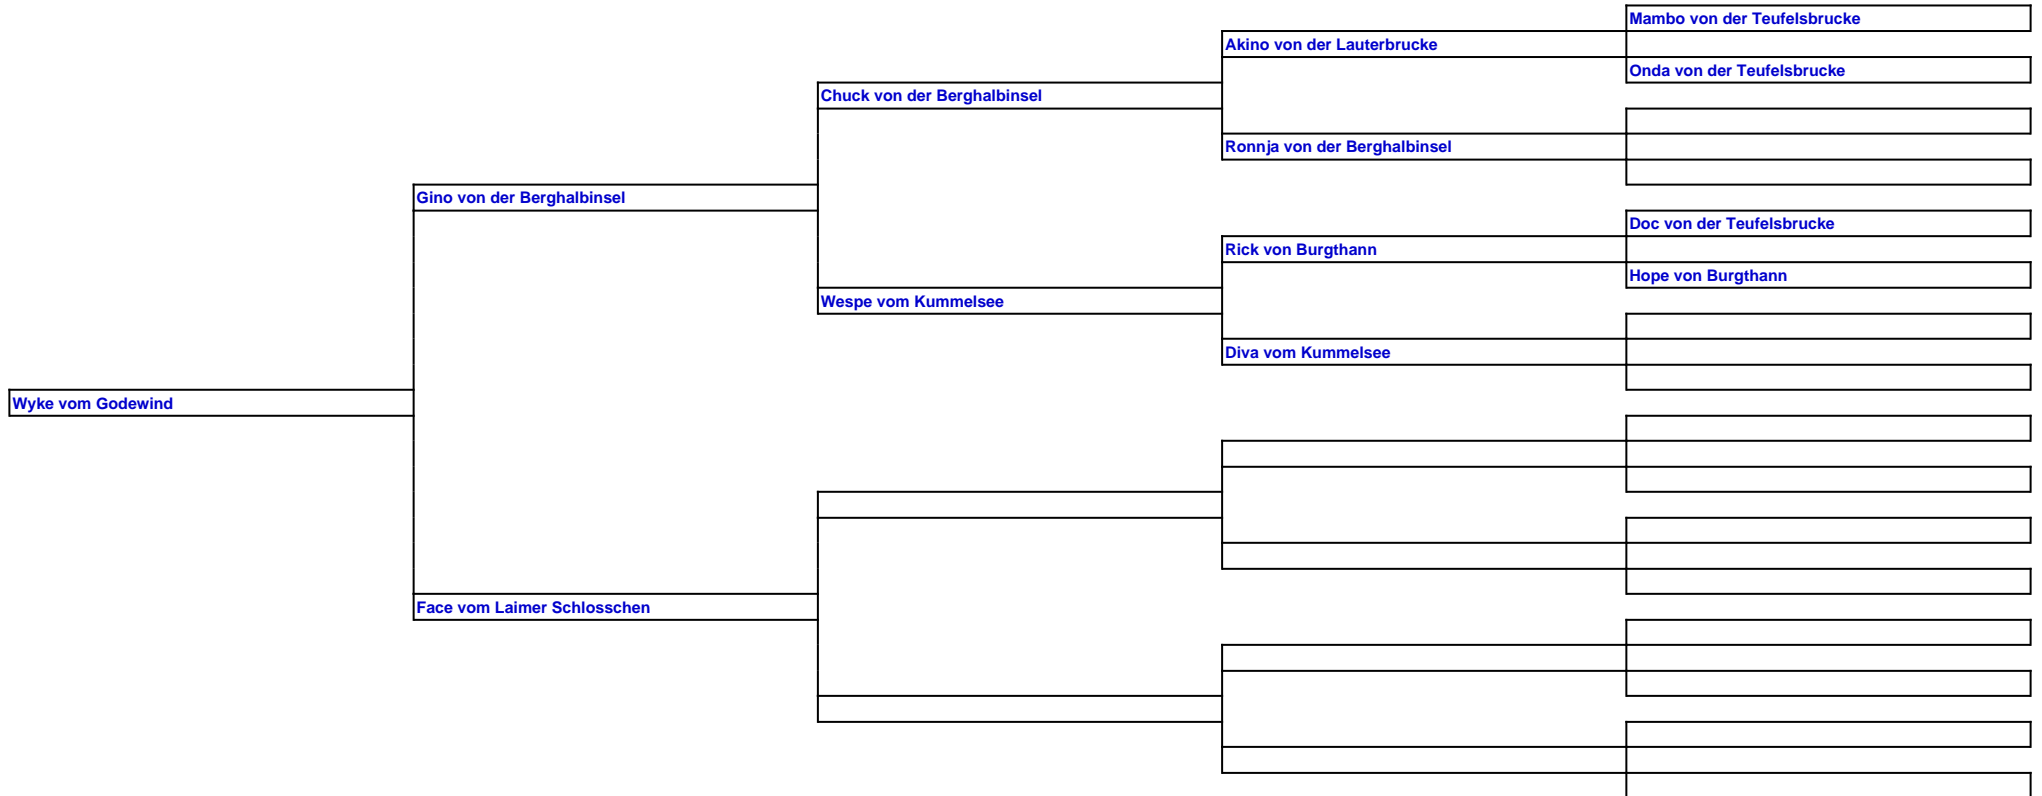 Mambo von der Teufelsbrucke
Akino von der Lauterbrucke
Onda von der Teufelsbrucke
Chuck von der Berghalbinsel
Ronnja von der Berghalbinsel
Gino von der Berghalbinsel
Doc von der Teufelsbrucke
Rick von Burgthann
Hope von Burgthann
Wespe vom Kummelsee
Diva vom Kummelsee
Wyke vom Godewind
Face vom Laimer Schlosschen